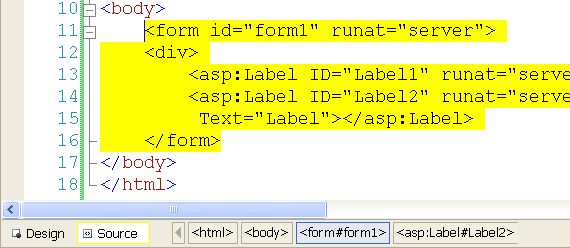 10 <body>
11 <form id="form1" runat="server">
12 <div>
13 <asp:Label ID="Label1" runat="serve
14 <asp:Label ID="Label2" runat="serve
15 Text="Label"></asp:Label>
16 </form>
17 </body>
18 </html>
Design Source <html> <body> <form#form1> <asp:Label#Label2>